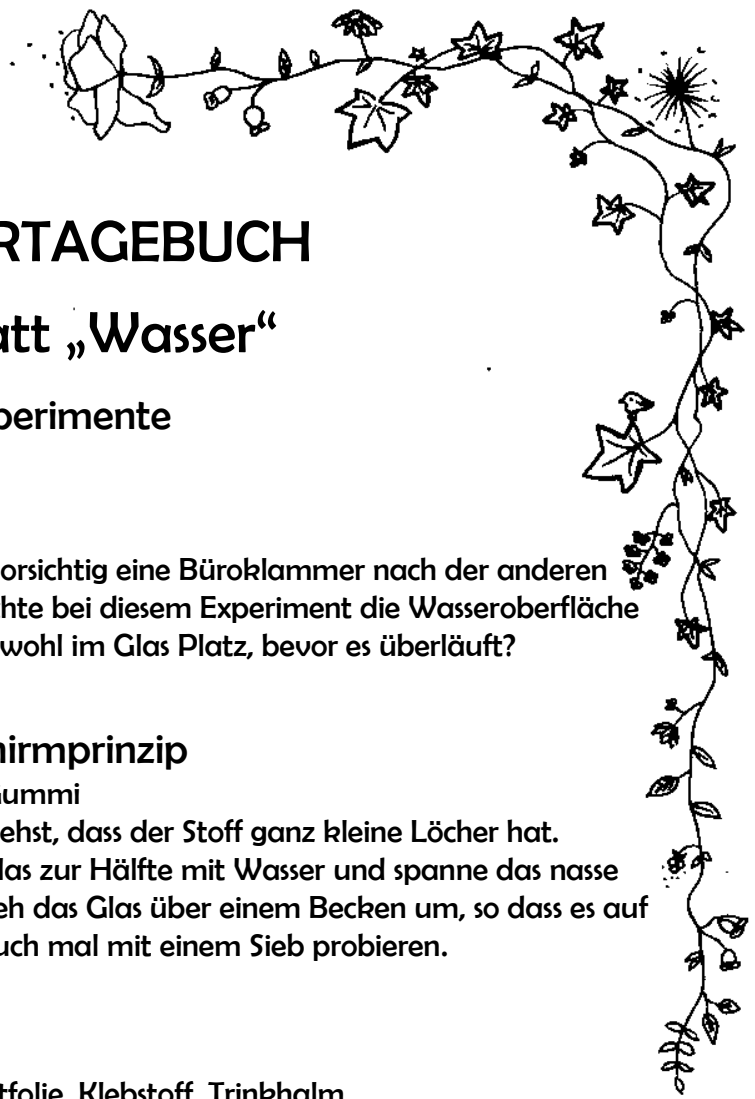 RTAGEBUCH
att „Wasser“
perimente
orsichtig eine Büroklammer nach der anderen
hte bei diesem Experiment die Wasseroberfläche
wohl im Glas Platz, bevor es überläuft?
hirmprinzip
Gummi
ehst, dass der Stoff ganz kleine Löcher hat.
las zur Hälfte mit Wasser und spanne das nasse
eh das Glas über einem Becken um, so dass es auf
uch mal mit einem Sieb probieren.
tfolie, Klebstoff, Trinkhalm